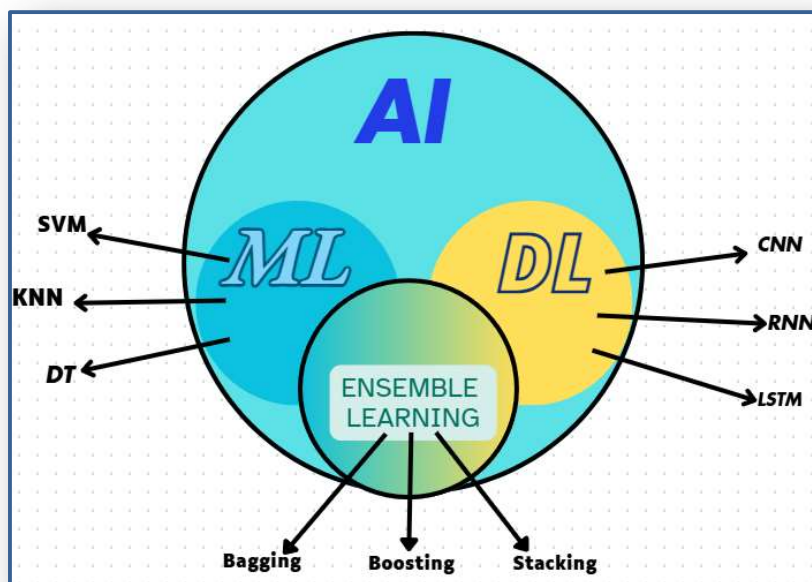 AI
ML
DL
SVM
KNN
DT
CNN
RNN
LSTM
ENSEMBLE
LEARNING
Bagging
Boosting
Stacking